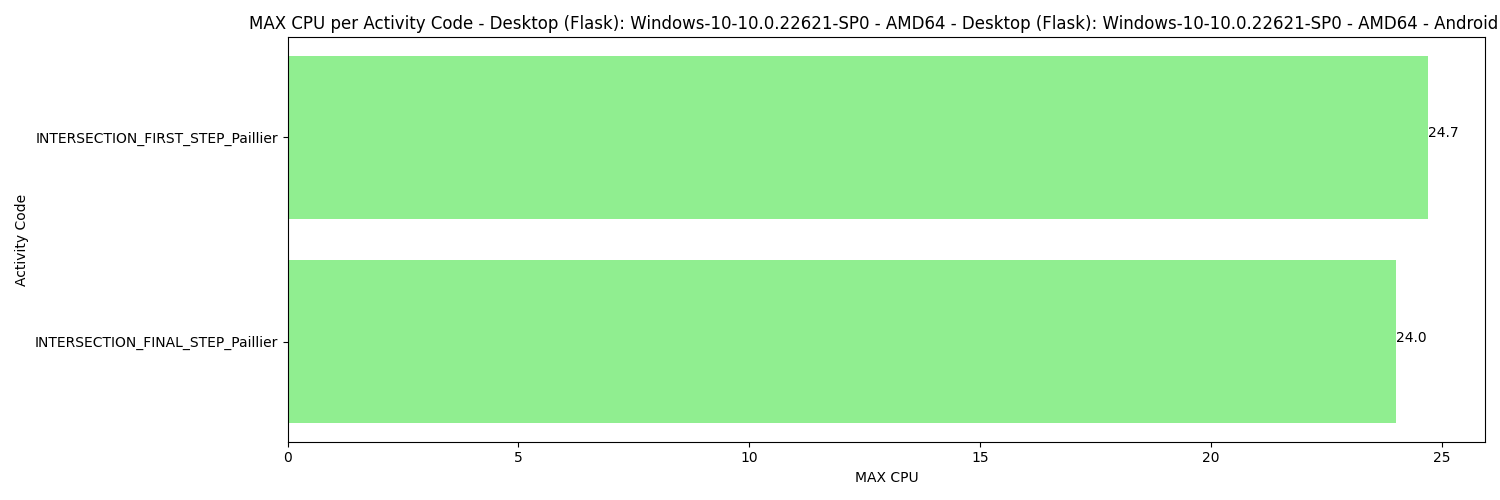 MAX CPU per Activity Code - Desktop (Flask): Windows-10-10.0.22621-SP0 - AMD64 - Desktop (Flask): Windows-10-10.0.22621-SP0 - AMD64 - Android
INTERSECTION_FIRST_STEP_Paillier
24.7
Activity Code
INTERSECTION_FINAL_STEP_Paillier
24.0
0 5 10 15 20 25
MAX CPU